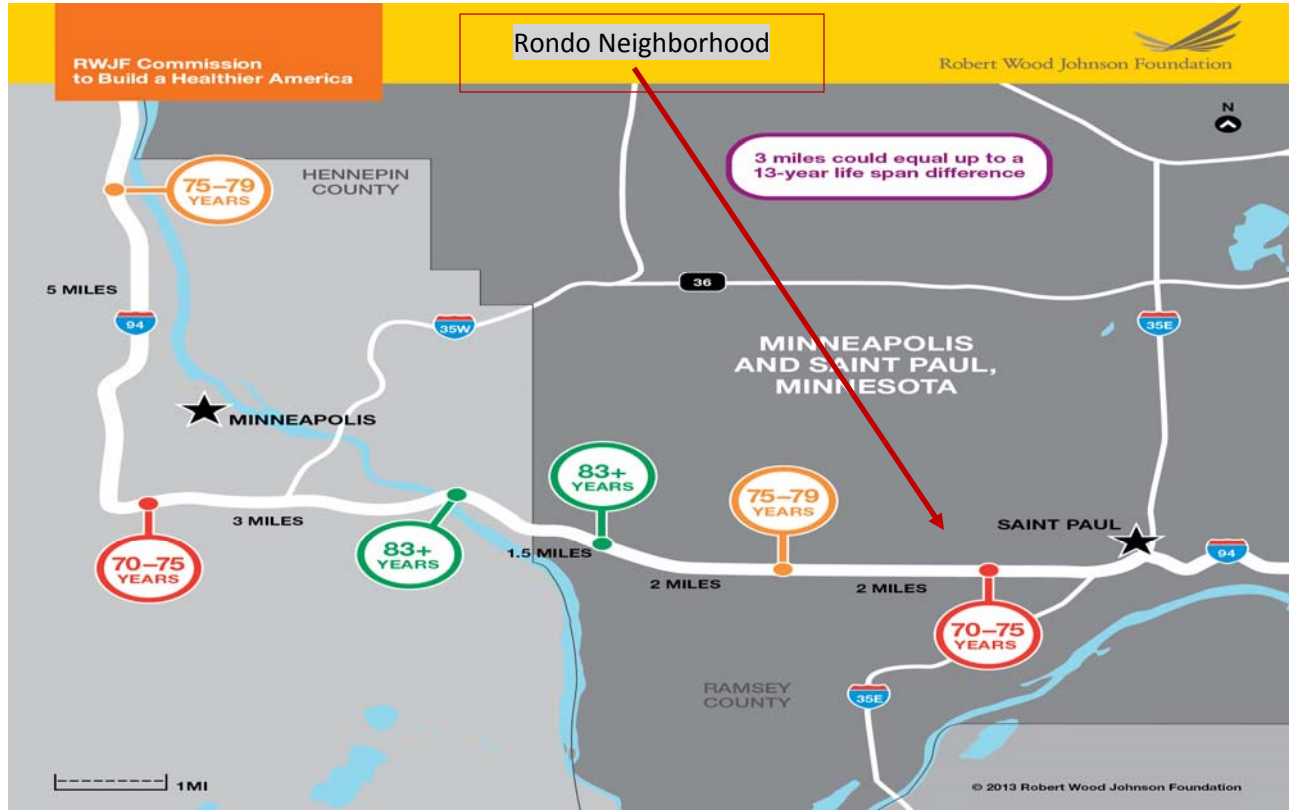 RWJF Commission
to Build a Healthier America
Rondo Neighborhood
Robert Wood Johnson Foundation
N
3 miles could equal up to a
13-year life span difference
75–79
YEARS
HENNEPIN
COUNTY
5 MILES
94
35W
36
35E
MINNEAPOLIS
AND SAINT PAUL,
MINNESOTA
MINNEAPOLIS
83+
YEARS
75–79
YEARS
SAINT PAUL
3 MILES
83+
YEARS
1.5 MILES
94
70–75
YEARS
2 MILES
2 MILES
70–75
YEARS
RAMSEY
COUNTY
35E
1MI
© 2013 Robert Wood Johnson Foundation